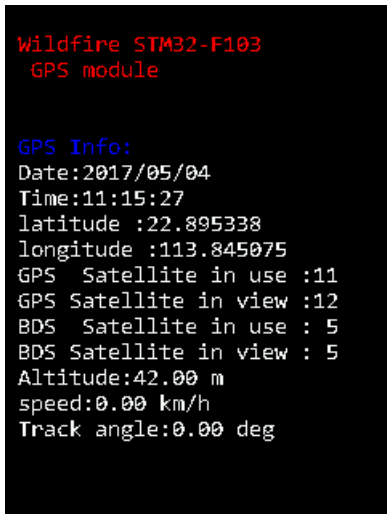 Wildfire STM32-F103
GPS module
GPS Info:
Date:2017/05/04
Time:11:15:27
latitude :22.895338
longitude :113.845075
GPS  Satellite in use :11
GPS Satellite in view :12
BDS  Satellite in use : 5
BDS Satellite in view : 5
Altitude:42.00 m
speed:0.00 km/h
Track angle:0.00 deg